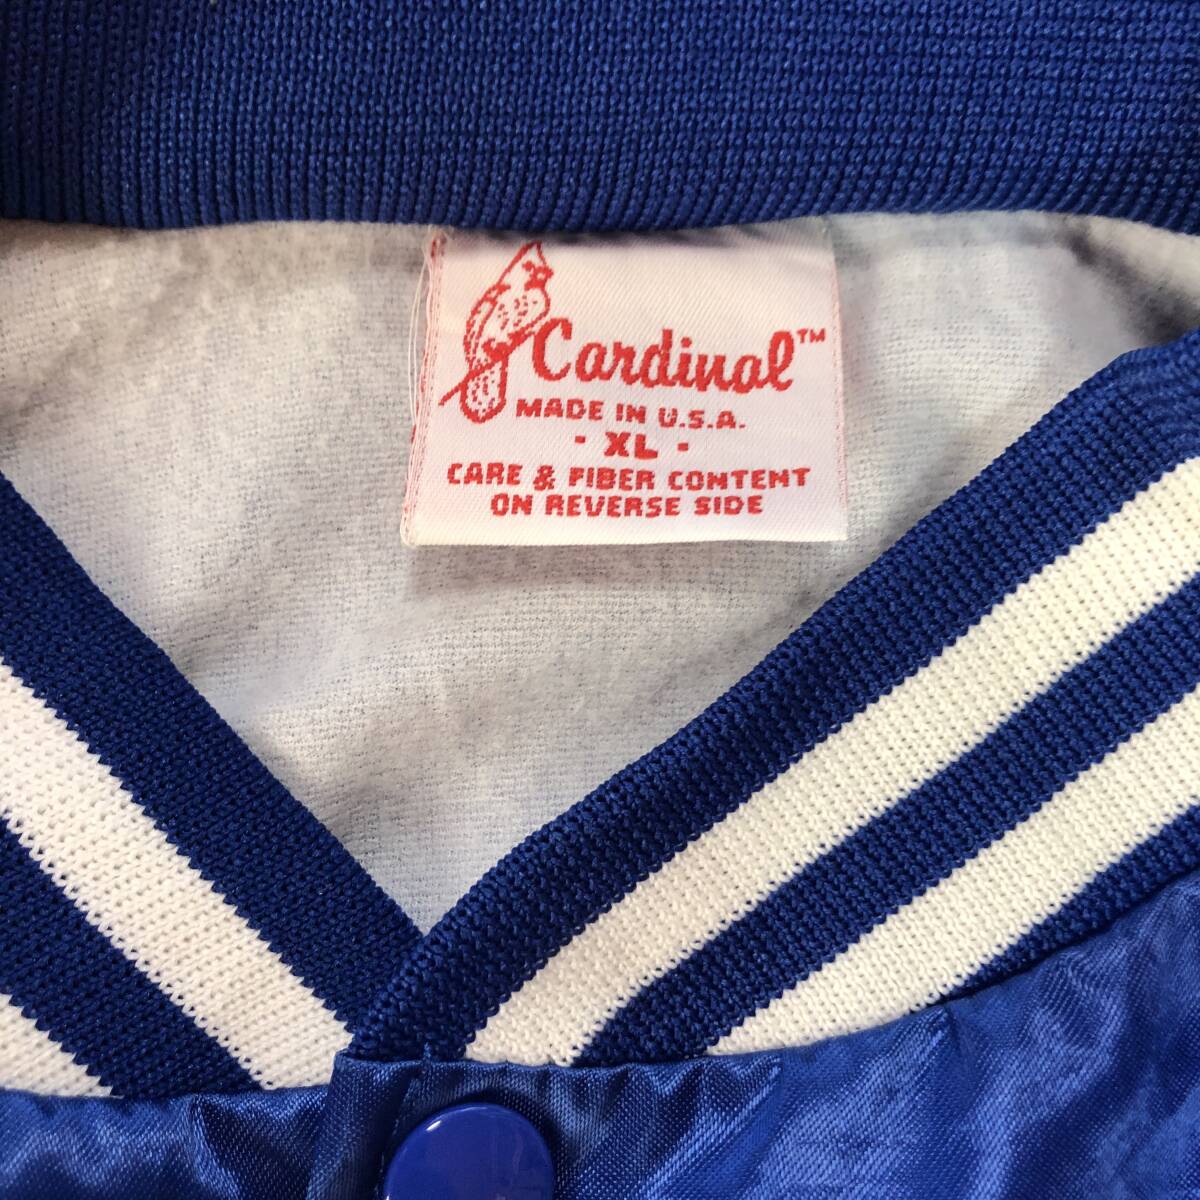 Cardinal™
MADE IN U.S.A.
· XL ·
CARE & FIBER CONTENT
ON REVERSE SIDE